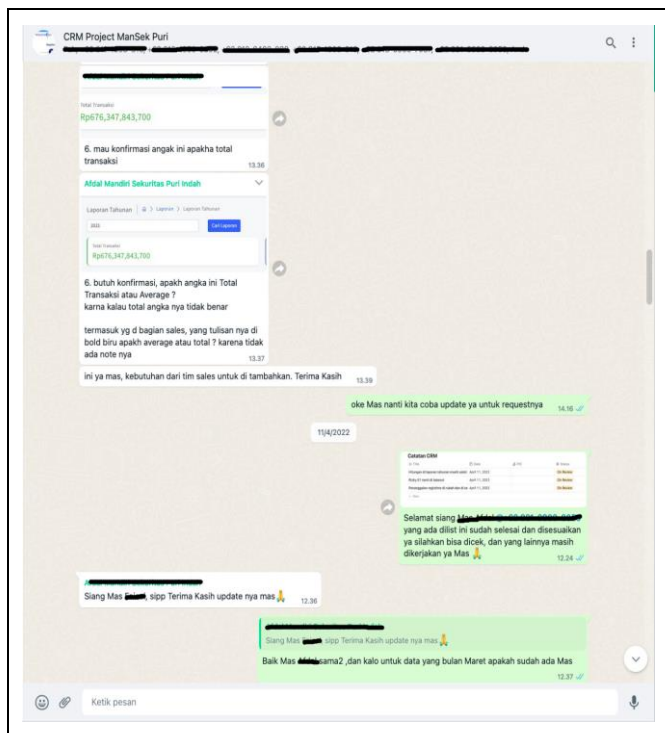 CRM Project ManSek Puri
Total Transaksi
Rp676,347,843,700
6. mau konfirmasi angak ini apakha total
transaksi
13.36
Afdal Mandiri Sekuritas Puri Indah
Laporan Tahunan > Laporan > Laporan Tahunan
Cari Laporan
Total Transaksi
Rp676,347,843,700
6. butuh konfirmasi, apakh angka ini Total
Transaksi atau Average ?
karna kalau total angka nya tidak benar
termasuk yg d bagian sales, yang tulisan nya di
bold biru apakh average atau total ? karena tidak
ada note nya
13.37
ini ya mas, kebutuhan dari tim sales untuk di tambahkan. Terima Kasih
13.39
oke Mas nanti kita coba update ya untuk requestnya
14.16
11/4/2022
Catatan CRM
Selamat siang Mas
yang ada dilist ini sudah selesai dan disesuaikan
ya silahkan bisa dicek, dan yang lainnya masih
dikerjakan ya Mas
12.24
Siang Mas , sipp Terima Kasih update nya mas
12.36
Siang Mas , sipp Terima Kasih update nya mas
Baik Mas sama2 ,dan kalo untuk data yang bulan Maret apakah sudah ada Mas
12.37
Ketik pesan